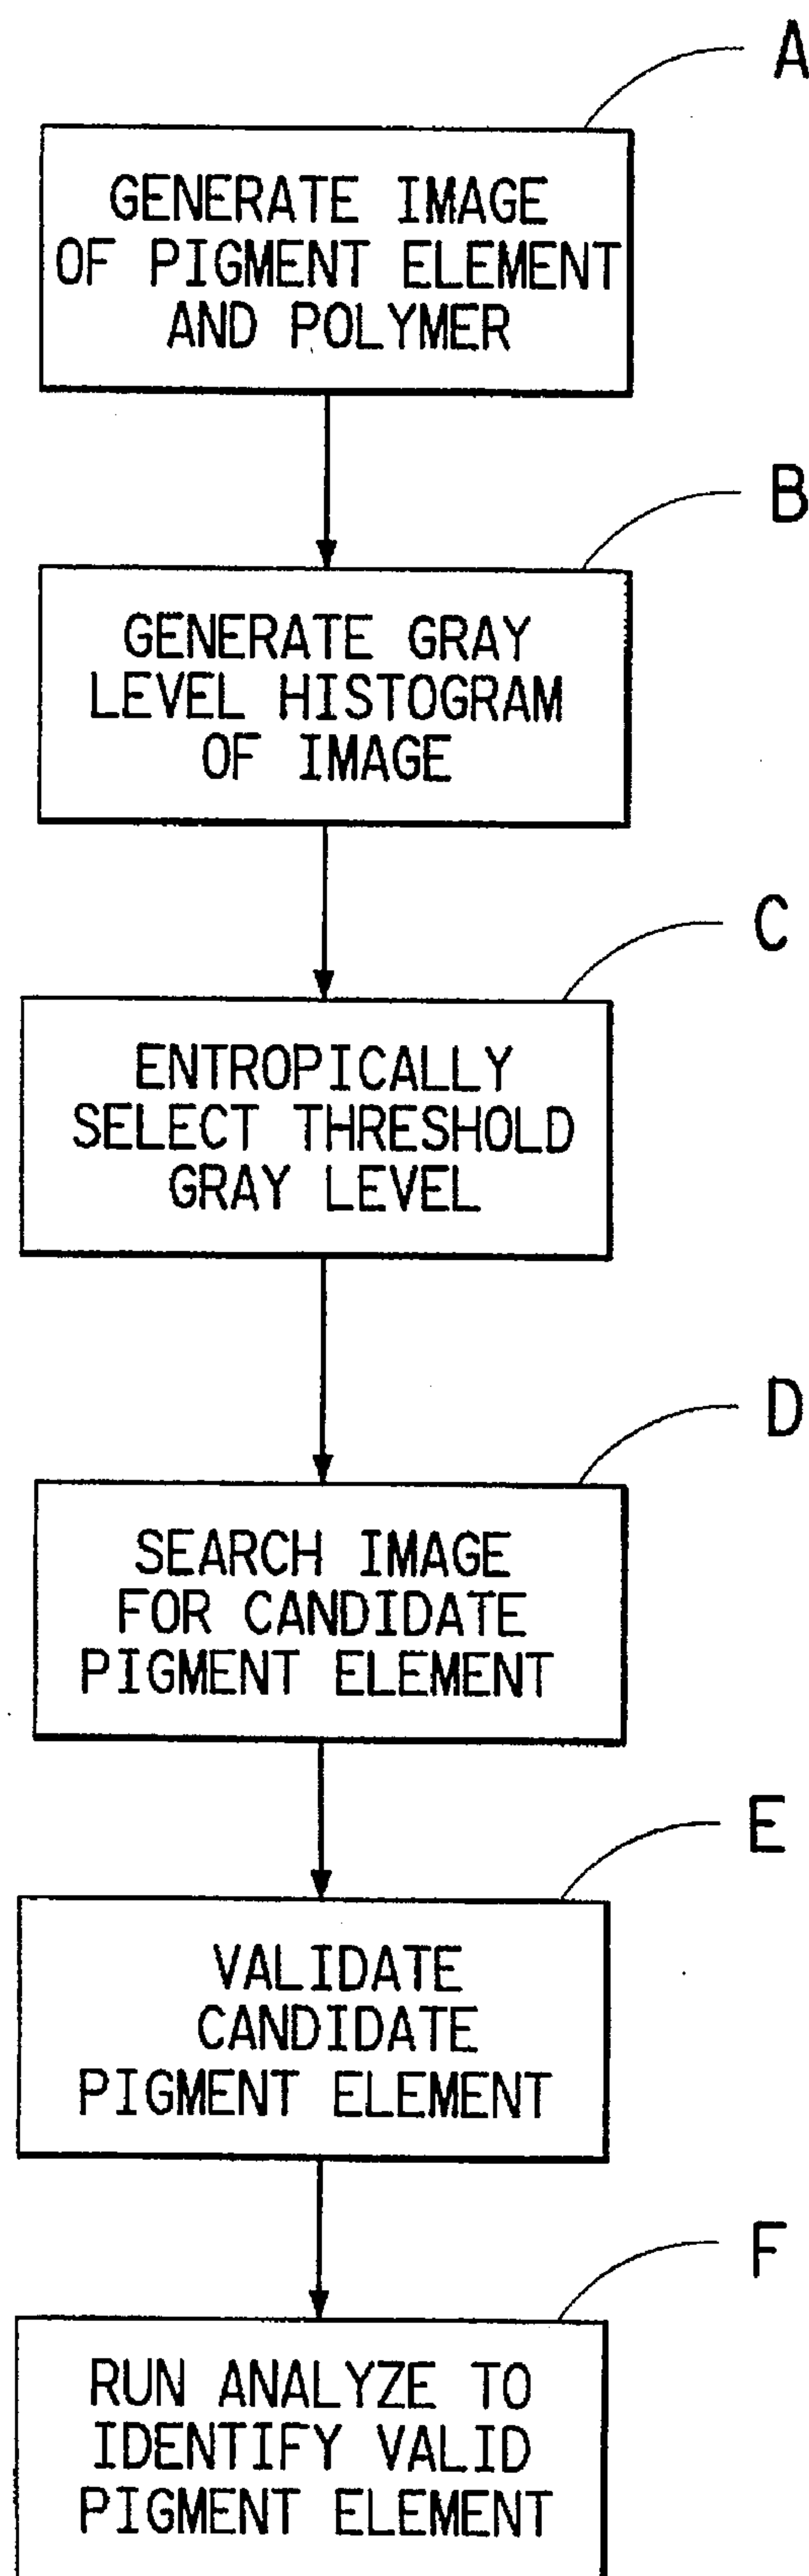 A
GENERATE IMAGE
OF PIGMENT ELEMENT
AND POLYMER
B
GENERATE GRAY
LEVEL HISTOGRAM
OF IMAGE
C
ENTROPICALLY
SELECT THRESHOLD
GRAY LEVEL
D
SEARCH IMAGE
FOR CANDIDATE
PIGMENT ELEMENT
E
VALIDATE
CANDIDATE
PIGMENT ELEMENT
F
RUN ANALYZE TO
IDENTIFY VALID
PIGMENT ELEMENT